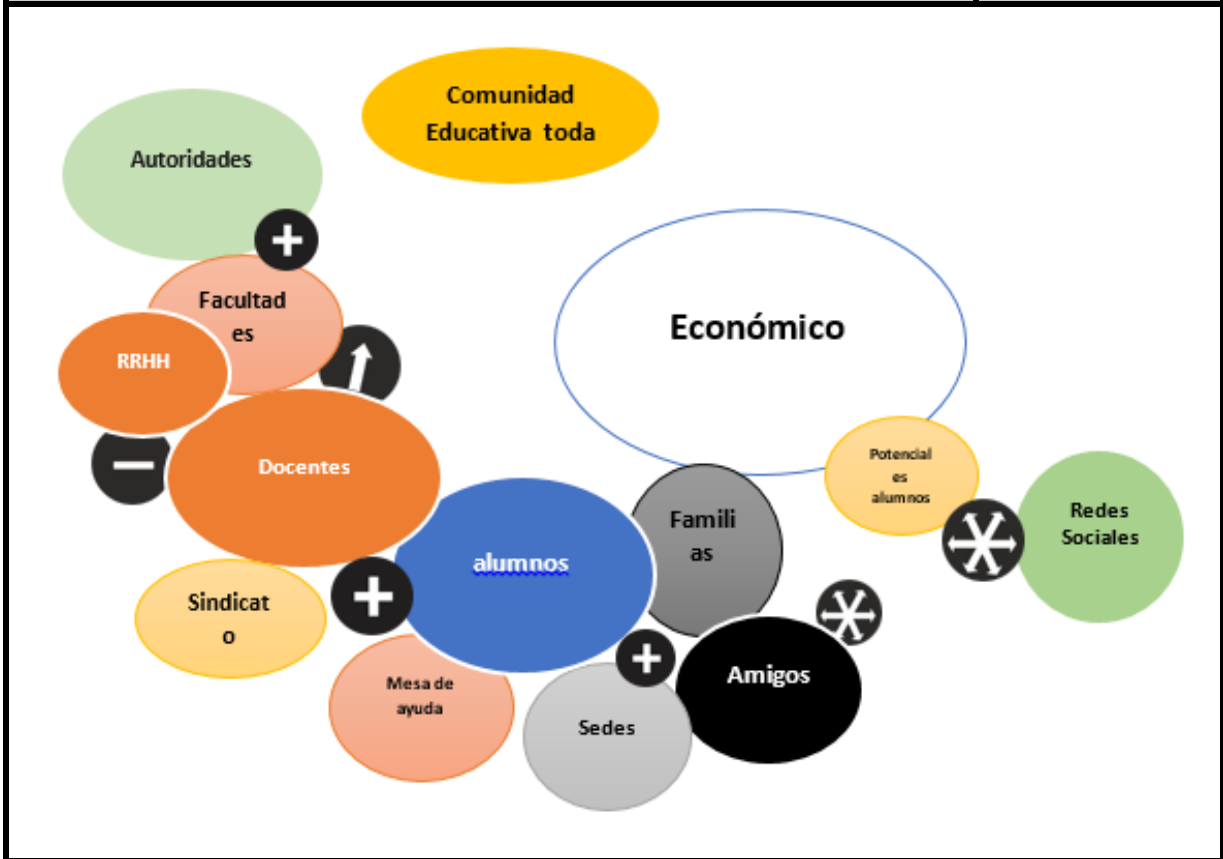 Comunidad
Educativa toda
Autoridades
Facultad
es
RRHH
Económico
Docentes
Potencial
es
alumnos
Redes
Sociales
Famili
as
alumnos
Sindicat
o
Mesa de
ayuda
Amigos
Sedes